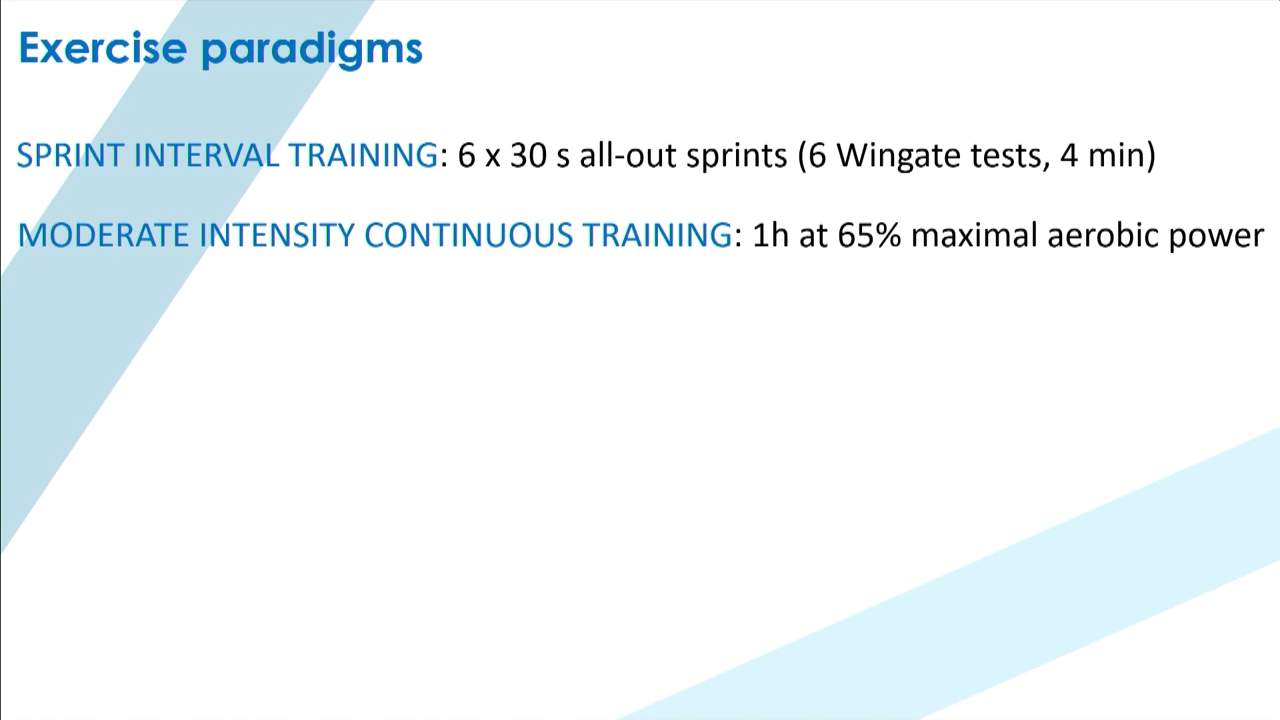 Exercise paradigms
SPRINT INTERVAL TRAINING: 6 x 30 s all-out sprints (6 Wingate tests, 4 min)
MODERATE INTENSITY CONTINUOUS TRAINING: 1h at 65% maximal aerobic power